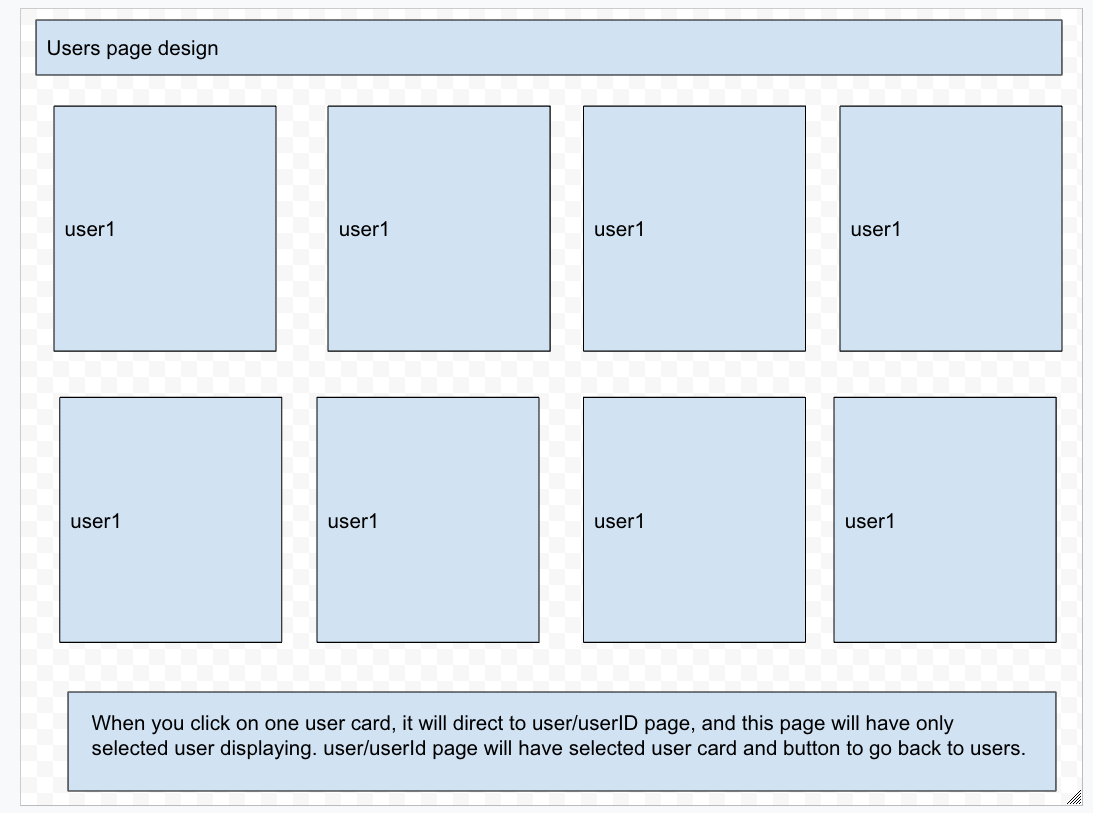 Users page design
user1
user1
user1
user1
user1
user1
user1
user1
When you click on one user card, it will direct to user/userID page, and this page will have only
selected user displaying. user/userId page will have selected user card and button to go back to users.